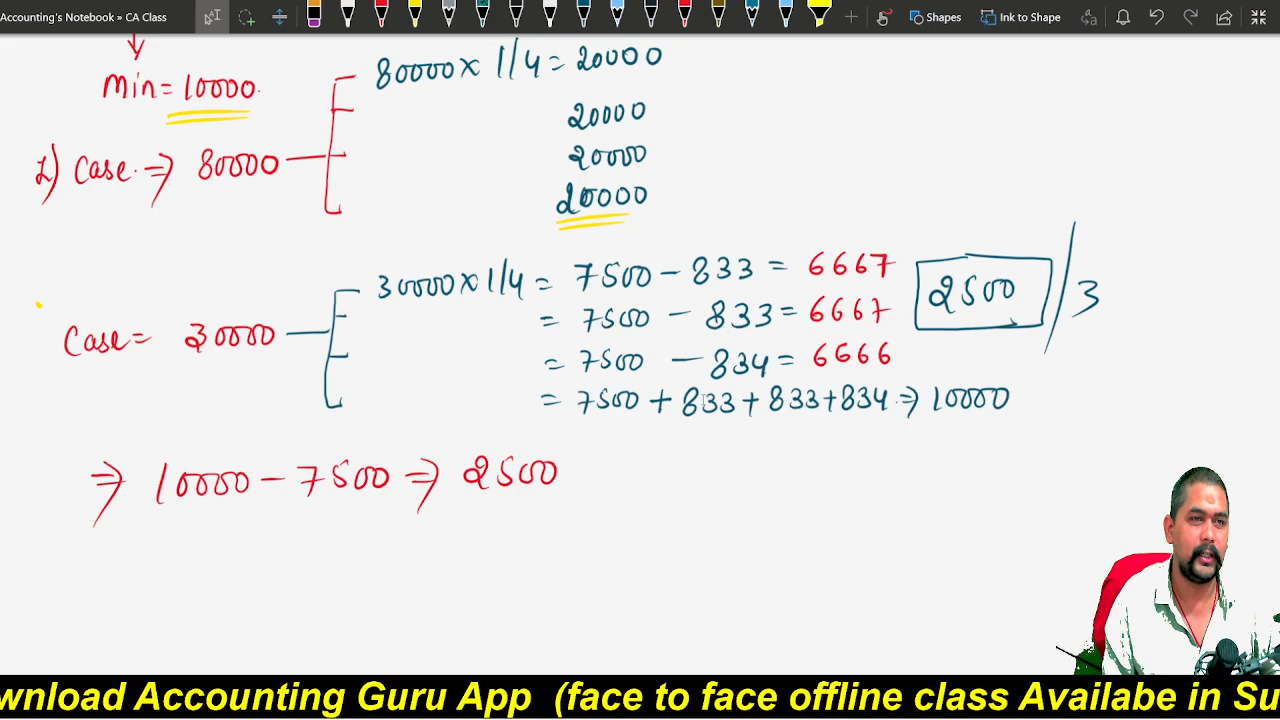 Accounting's Notebook » CA Class
Shapes
Ink to Shape
Min = 10000
80000 x 1/4 = 20000
20000
2) Case ⇒ 80000
20000
20000
30000 x 1/4 = 7500 - 833 = 6667
2500 / 3
= 7500 - 833 = 6667
Case = 30000
= 7500 - 834 = 6666
= 7500 + 833 + 833 + 834 ⇒ 10000
⇒ 10000 - 7500 ⇒ 2500
wnload Accounting Guru App (face to face offline class Availabe in Su